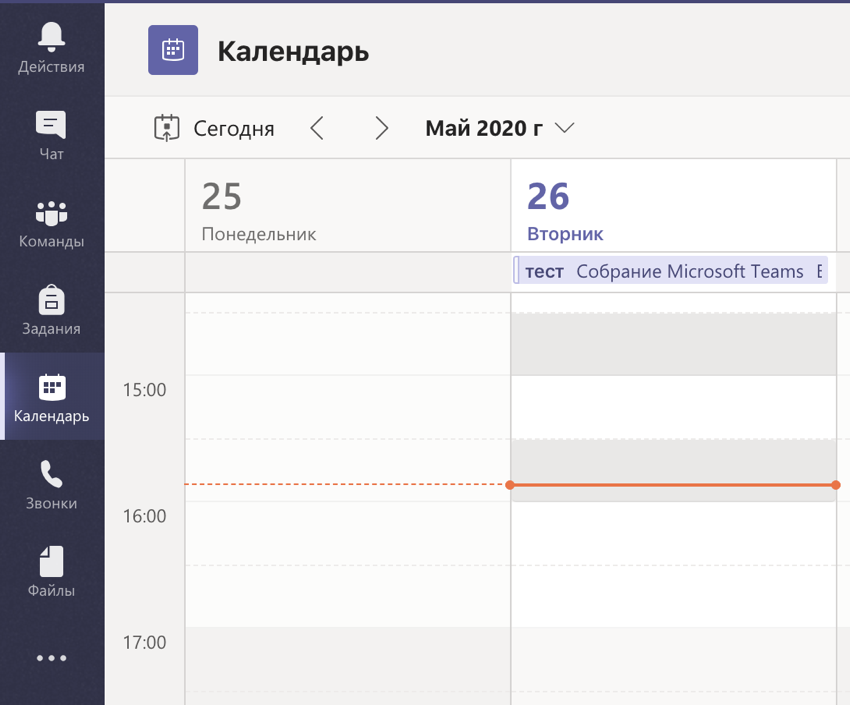 Действия
Чат
Команды
Задания
Календарь
Звонки
Файлы
Календарь
Сегодня
Май 2020 г
25
Понедельник
26
Вторник
тест Собрание Microsoft Teams
15:00
16:00
17:00